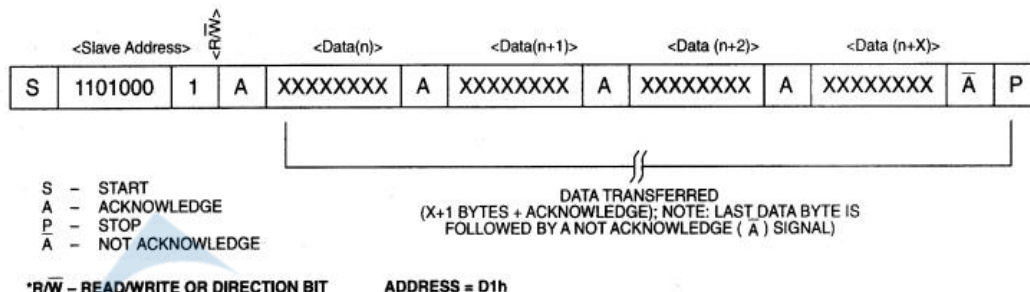 <Slave Address> <R/W̅> <Data(n)> <Data(n+1)> <Data (n+2)> <Data (n+X)>
S 1101000 1 A XXXXXXXX A XXXXXXXX A XXXXXXXX A XXXXXXXX A̅ P
S – START
A – ACKNOWLEDGE
P – STOP
A̅ – NOT ACKNOWLEDGE
DATA TRANSFERRED
(X+1 BYTES + ACKNOWLEDGE); NOTE: LAST DATA BYTE IS
FOLLOWED BY A NOT ACKNOWLEDGE ( A̅ ) SIGNAL)
*R/W̅ – READ/WRITE OR DIRECTION BIT ADDRESS = D1h